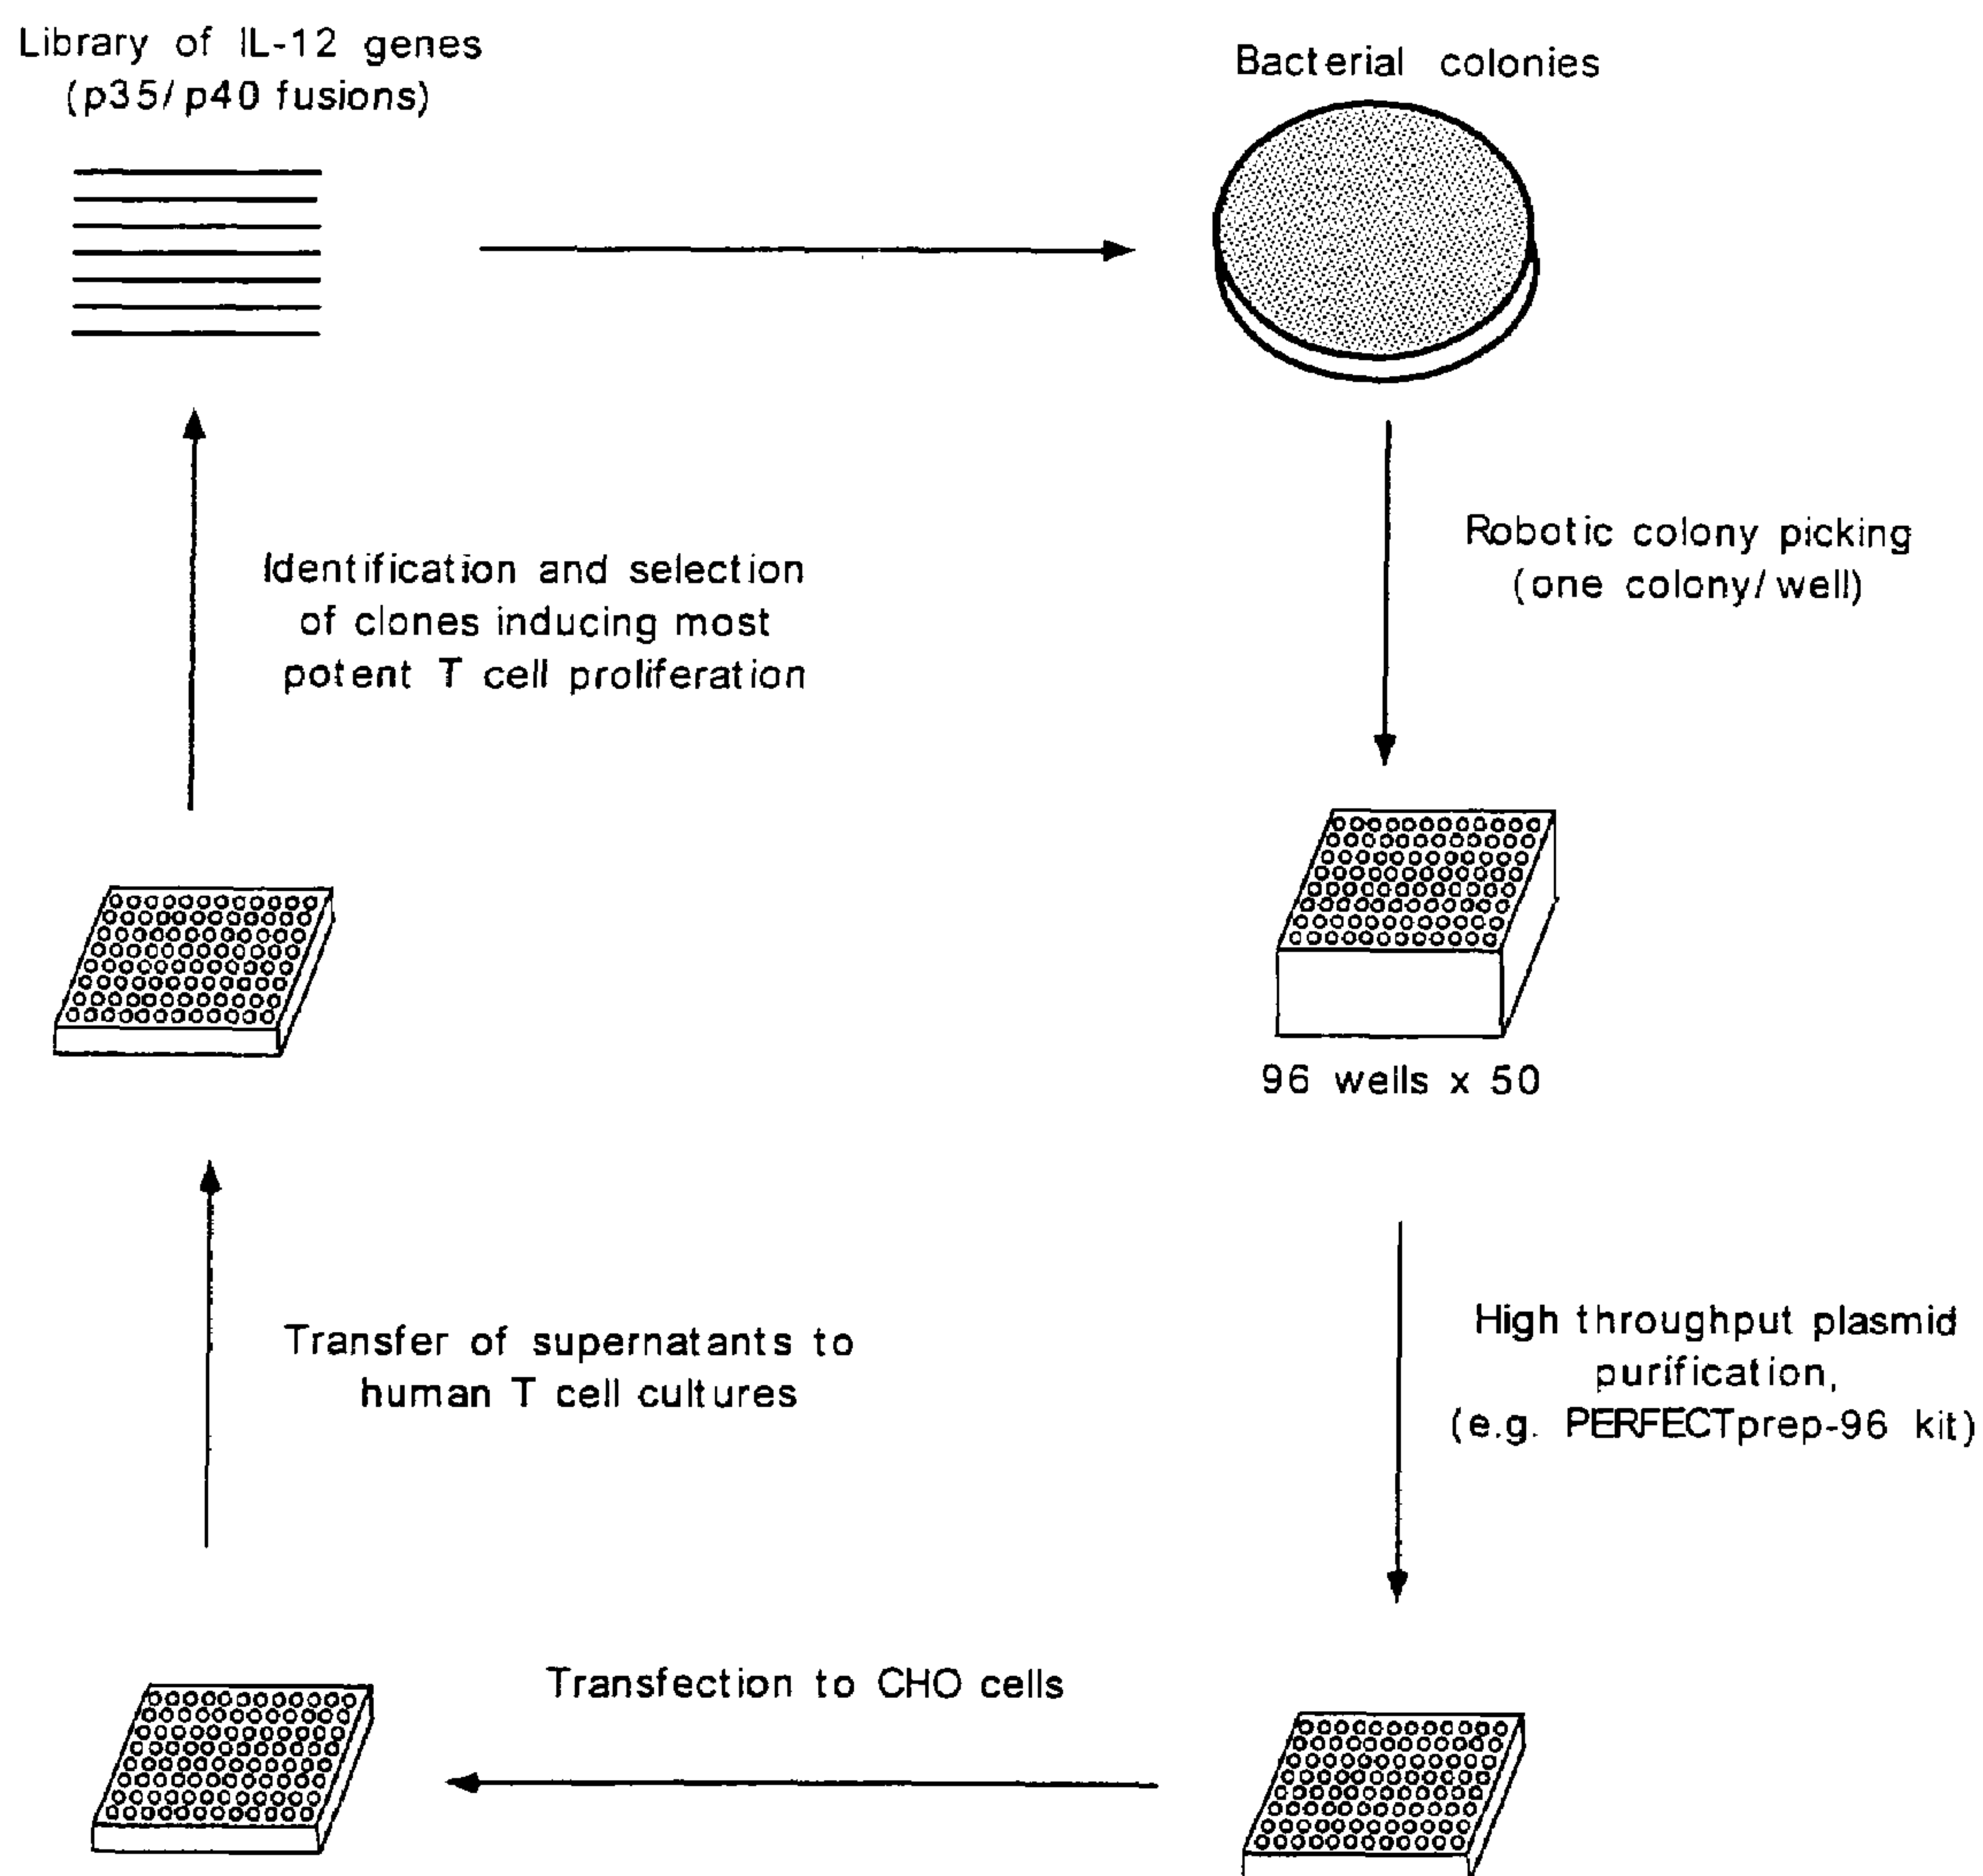 Library of IL-12 genes
(p35/p40 fusions)
Bacterial colonies
Robotic colony picking
(one colony/well)
Identification and selection
of clones inducing most
potent T cell proliferation
96 wells x 50
High throughput plasmid
purification,
(e.g. PERFECTprep-96 kit)
Transfer of supernatants to
human T cell cultures
Transfection to CHO cells